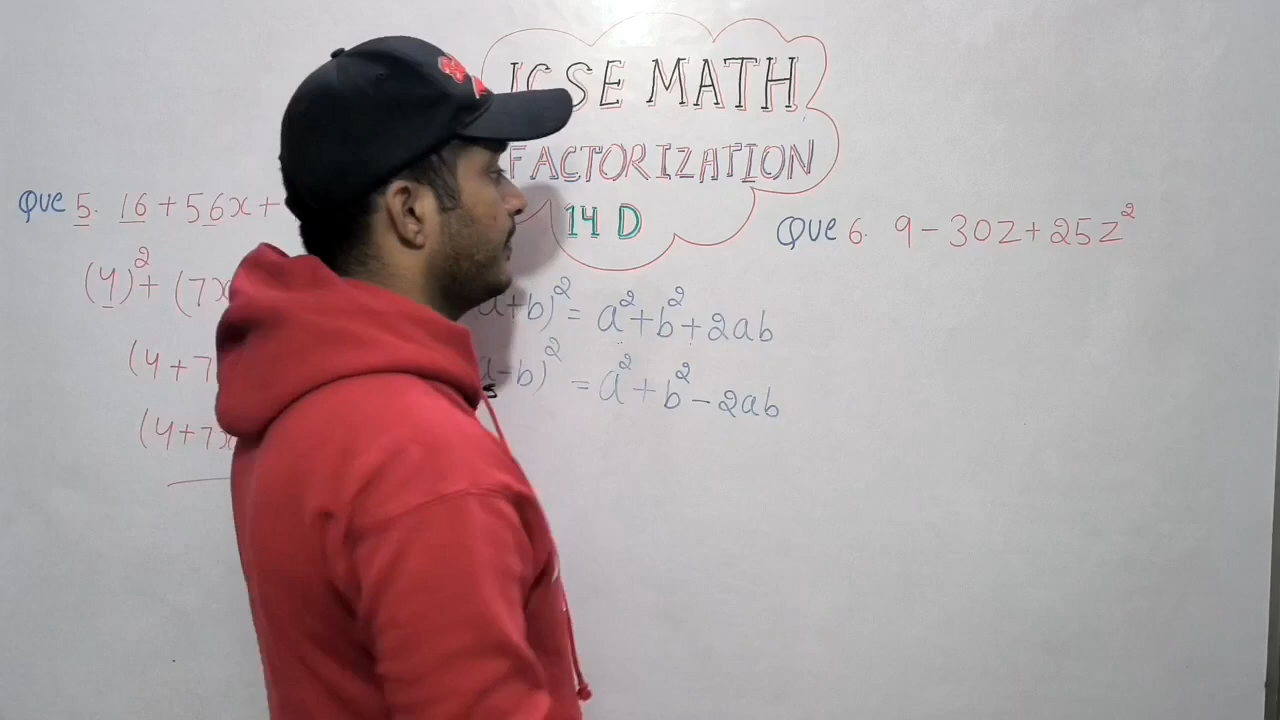 ICSE MATH
FACTORIZATION
14 D
Que 5. 16 + 56x +
(4)² + (7x
(4 + 7
(4+7x
a+b)² = a² + b² + 2ab
a-b)² = a² + b² - 2ab
Que 6. 9 - 30z + 25z²